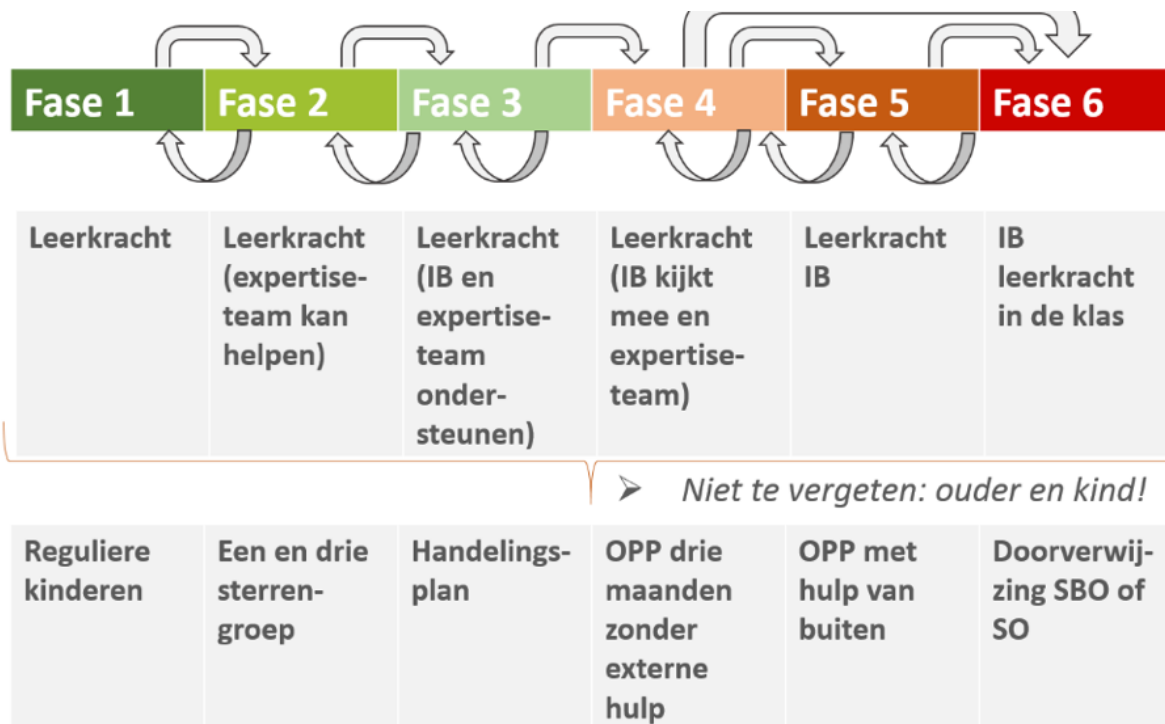 Fase 1
Fase 2
Fase 3
Fase 4
Fase 5
Fase 6
Leerkracht
Leerkracht
(expertise-
team kan
helpen)
Leerkracht
(IB en
expertise-
team
onder-
steunen)
Leerkracht
(IB kijkt
mee en
expertise-
team)
Leerkracht
IB
IB
leerkracht
in de klas
➢ Niet te vergeten: ouder en kind!
Reguliere
kinderen
Een en drie
sterren-
groep
Handelings-
plan
OPP drie
maanden
zonder
externe
hulp
OPP met
hulp van
buiten
Doorverwij-
zing SBO of
SO